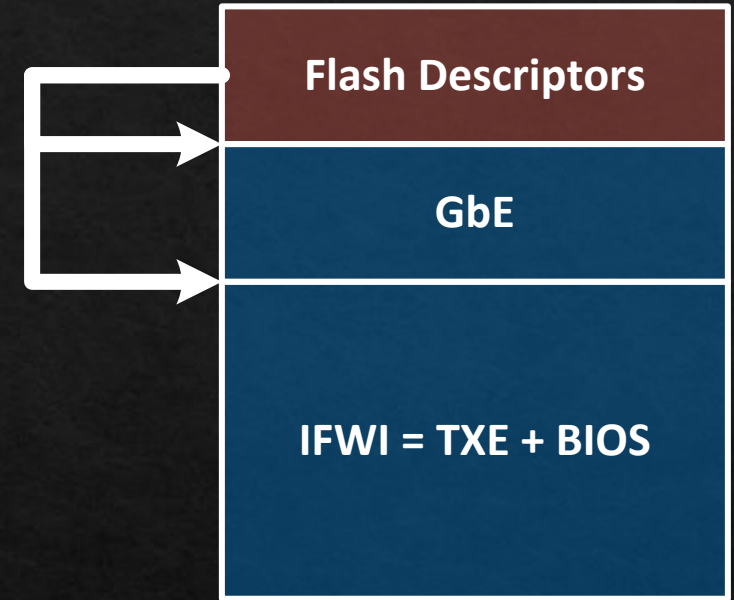 Flash Descriptors
GbE
IFWI = TXE + BIOS